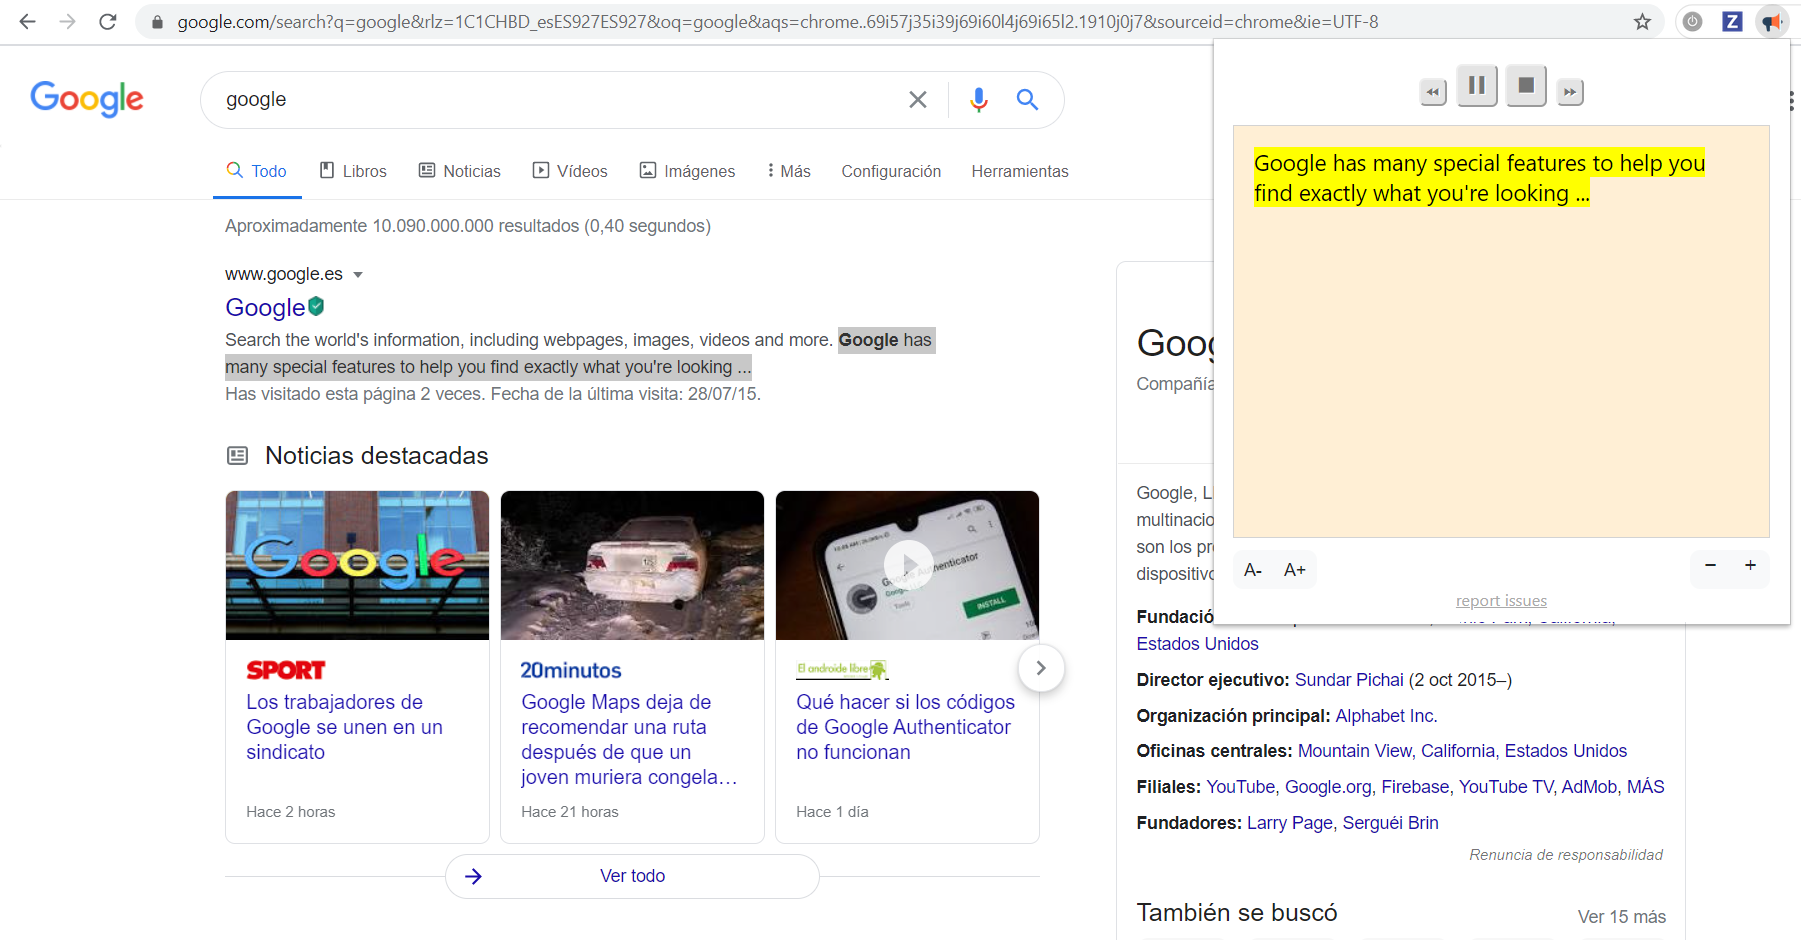 google.com/search?q=google&rlz=1C1CHBD_esES927ES927&oq=google&aqs=chrome..69i57j35i39j69i60l4j69i65l2.1910j0j7&sourceid=chrome&ie=UTF-8
Z
Google
google
Todo
Libros
Noticias
Vídeos
Imágenes
Más
Configuración
Herramientas
Aproximadamente 10.090.000.000 resultados (0,40 segundos)
www.google.es
Google
Search the world's information, including webpages, images, videos and more. Google has
many special features to help you find exactly what you're looking ...
Has visitado esta página 2 veces. Fecha de la última visita: 28/07/15.
Noticias destacadas
Google
Google Authenticator
Tools
INSTALL
SPORT
Los trabajadores de
Google se unen en un
sindicato
Hace 2 horas
20minutos
Google Maps deja de
recomendar una ruta
después de que un
joven muriera congela…
Hace 21 horas
El androide libre
Qué hacer si los códigos
de Google Authenticator
no funcionan
Hace 1 día
Ver todo
Google has many special features to help you
find exactly what you're looking ...
A-
A+
−
+
report issues
Goog
Compañía
Google, L
multinacio
son los pr
dispositivo
Fundació
Estados Unidos
Director ejecutivo: Sundar Pichai (2 oct 2015–)
Organización principal: Alphabet Inc.
Oficinas centrales: Mountain View, California, Estados Unidos
Filiales: YouTube, Google.org, Firebase, YouTube TV, AdMob, MÁS
Fundadores: Larry Page, Serguéi Brin
Renuncia de responsabilidad
También se buscó
Ver 15 más